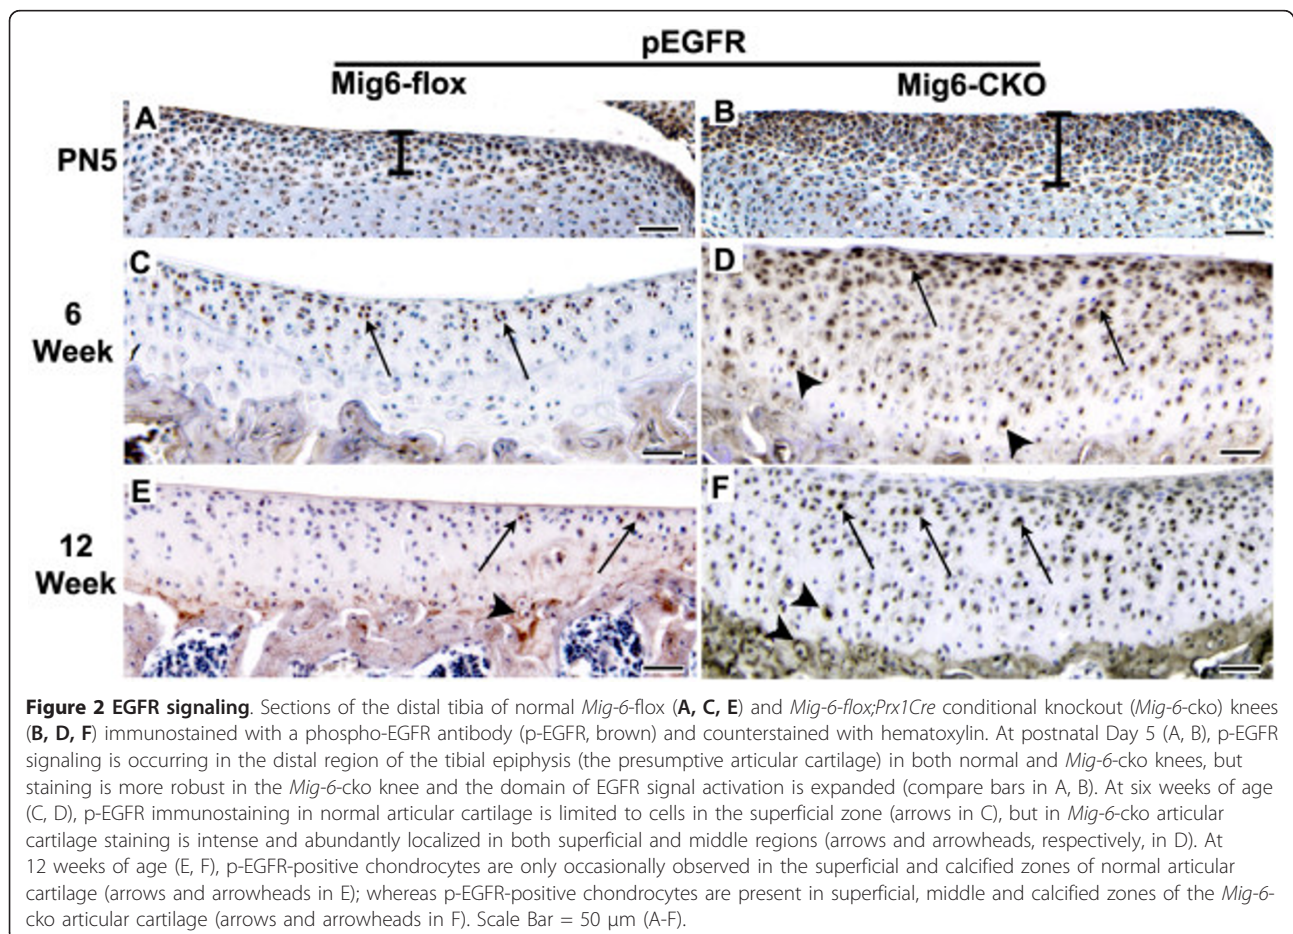 pEGFR
Mig6-flox Mig6-CKO
PN5
A
B
6
Week
C
D
12
Week
E
F
Figure 2 EGFR signaling. Sections of the distal tibia of normal Mig-6-flox (A, C, E) and Mig-6-flox;Prx1Cre conditional knockout (Mig-6-cko) knees
(B, D, F) immunostained with a phospho-EGFR antibody (p-EGFR, brown) and counterstained with hematoxylin. At postnatal Day 5 (A, B), p-EGFR
signaling is occurring in the distal region of the tibial epiphysis (the presumptive articular cartilage) in both normal and Mig-6-cko knees, but
staining is more robust in the Mig-6-cko knee and the domain of EGFR signal activation is expanded (compare bars in A, B). At six weeks of age
(C, D), p-EGFR immunostaining in normal articular cartilage is limited to cells in the superficial zone (arrows in C), but in Mig-6-cko articular
cartilage staining is intense and abundantly localized in both superficial and middle regions (arrows and arrowheads, respectively, in D). At
12 weeks of age (E, F), p-EGFR-positive chondrocytes are only occasionally observed in the superficial and calcified zones of normal articular
cartilage (arrows and arrowheads in E); whereas p-EGFR-positive chondrocytes are present in superficial, middle and calcified zones of the Mig-6-
cko articular cartilage (arrows and arrowheads in F). Scale Bar = 50 μm (A-F).